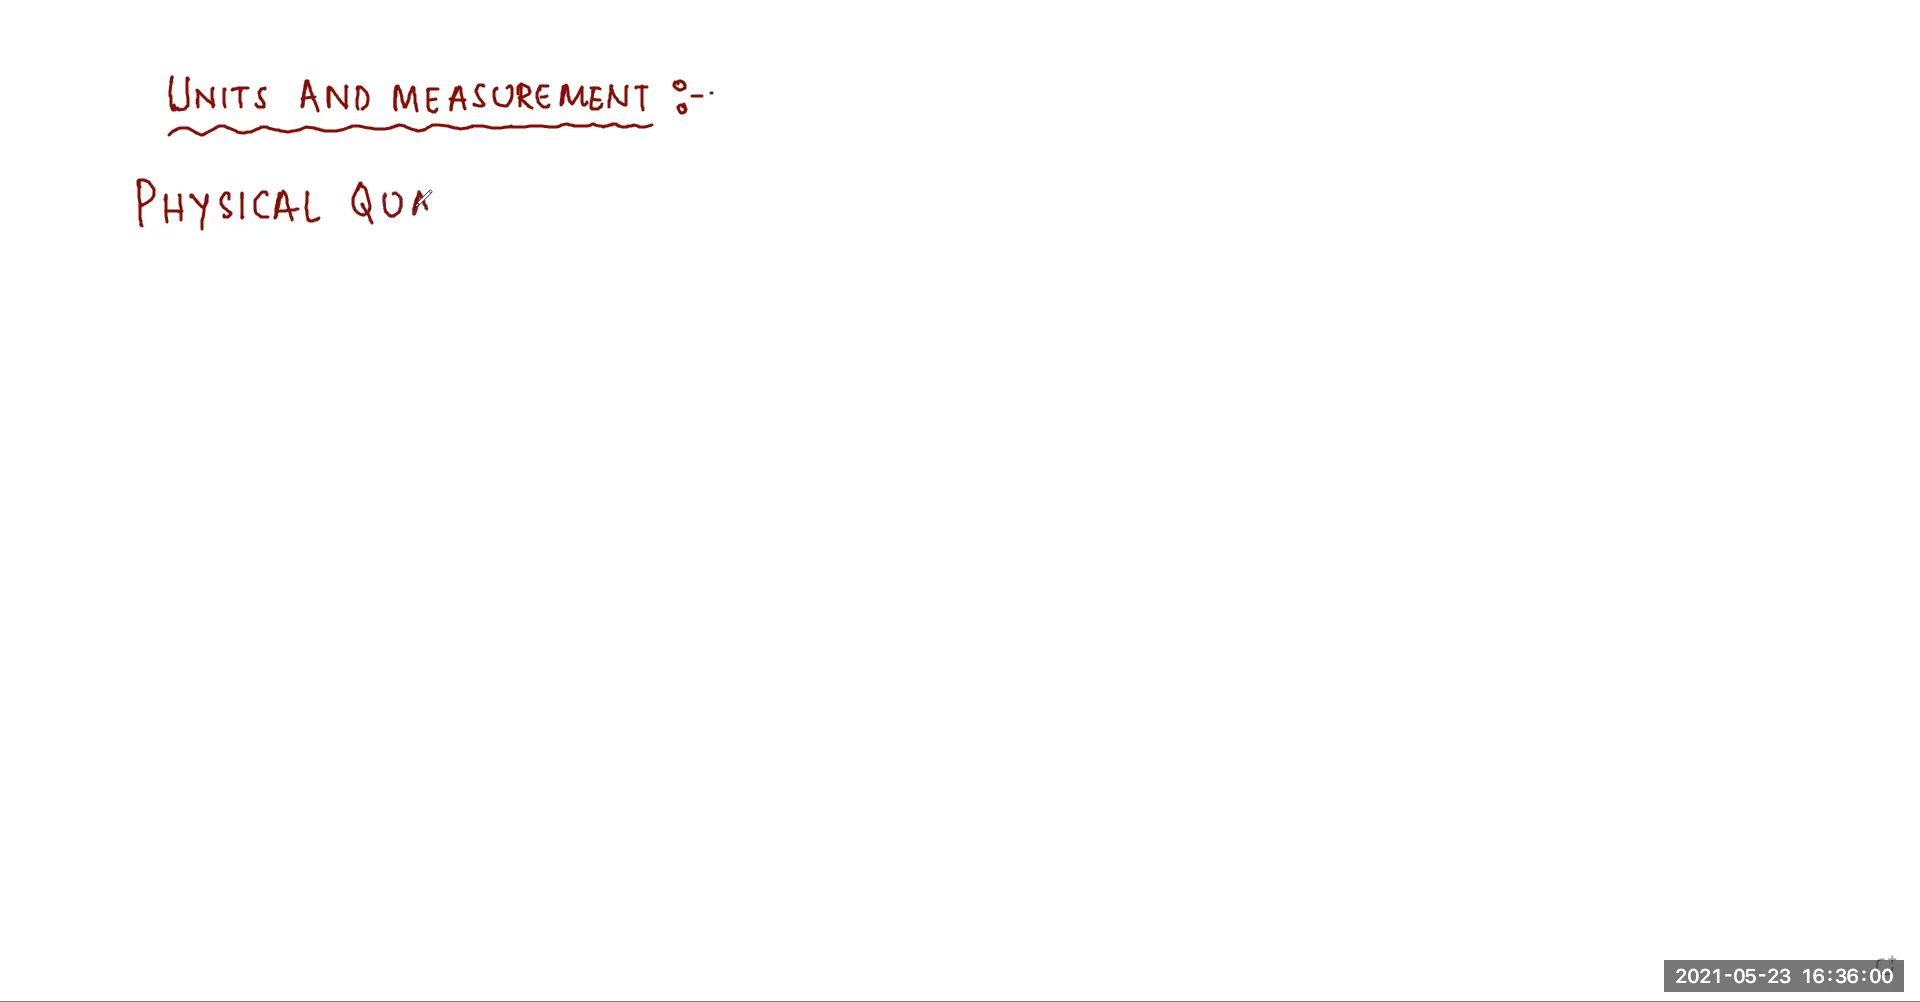 UNITS AND MEASUREMENT :-
PHYSICAL QUA
2021-05-23 16:36:00